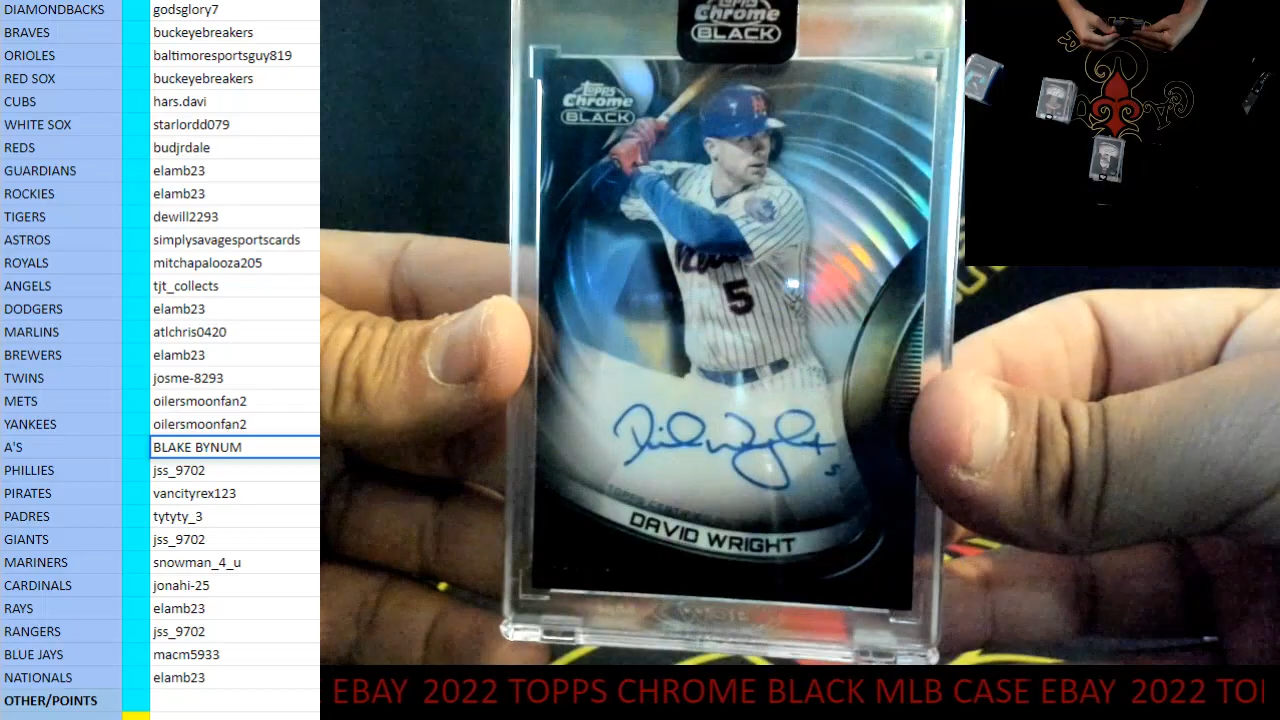 DIAMONDBACKS godsglory7
BRAVES buckeyebreakers
ORIOLES baltimoresportsguy819
RED SOX buckeyebreakers
CUBS hars.davi
WHITE SOX starlordd079
REDS budjrdale
GUARDIANS elamb23
ROCKIES elamb23
TIGERS dewill2293
ASTROS simplysavagesportscards
ROYALS mitchapalooza205
ANGELS tjt_collects
DODGERS elamb23
MARLINS atlchris0420
BREWERS elamb23
TWINS josme-8293
METS oilersmoonfan2
YANKEES oilersmoonfan2
A'S BLAKE BYNUM
PHILLIES jss_9702
PIRATES vancityrex123
PADRES tytyty_3
GIANTS jss_9702
MARINERS snowman_4_u
CARDINALS jonahi-25
RAYS elamb23
RANGERS jss_9702
BLUE JAYS macm5933
NATIONALS elamb23
OTHER/POINTS
Topps
Chrome
BLACK
TOPPS
Chrome
BLACK
5
David Wright
5
DAVID WRIGHT
EBAY 2022 TOPPS CHROME BLACK MLB CASE EBAY 2022 TO